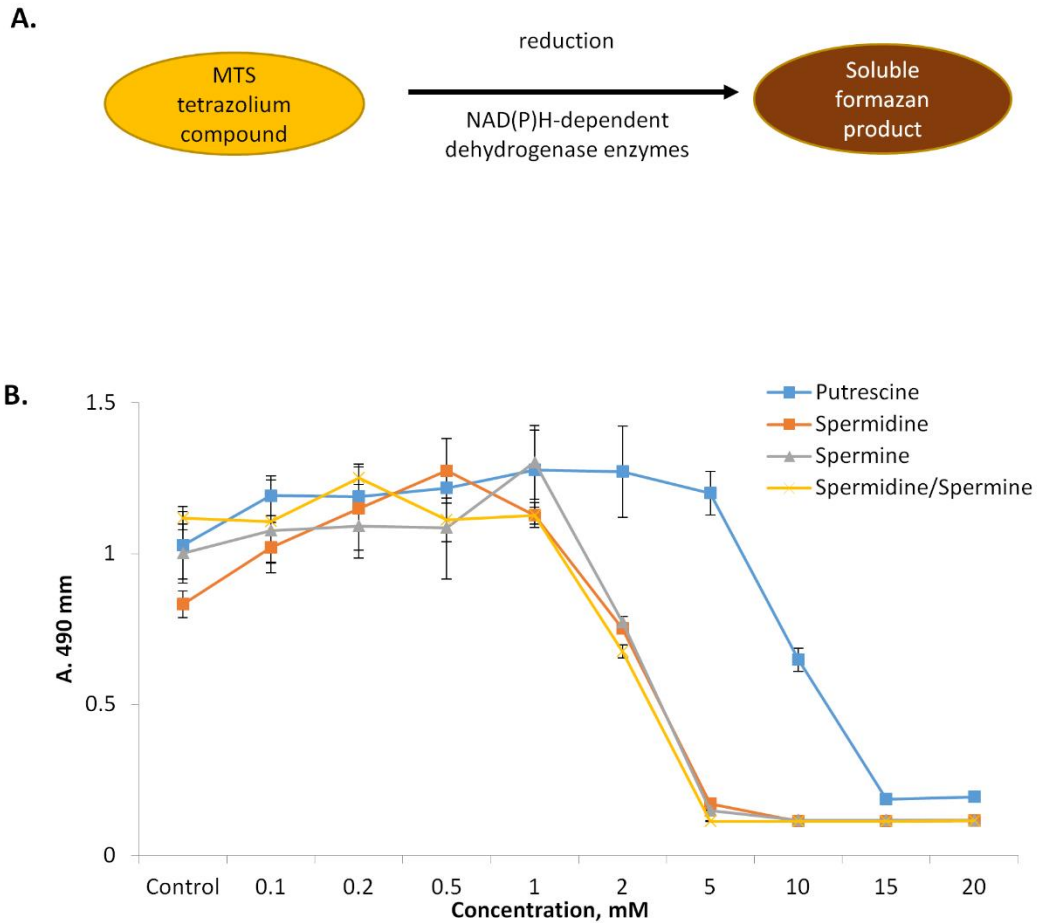 A.
MTS
tetrazolium
compound
reduction
NAD(P)H-dependent
dehydrogenase enzymes
Soluble
formazan
product
B.
A. 490 mm
1.5
1
0.5
0
Control 0.1 0.2 0.5 1 2 5 10 15 20
Concentration, mM
Putrescine
Spermidine
Spermine
Spermidine/Spermine